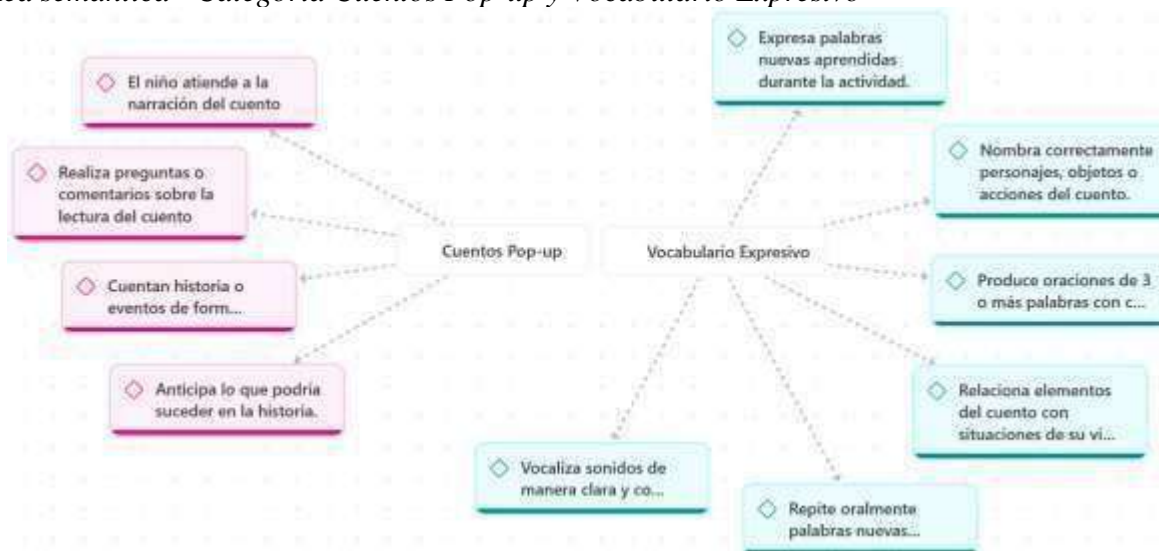 semántica - Categoría Cuentos Pop-up y Vocabulario Expresivo
El niño atiende a la
narración del cuento
Realiza preguntas o
comentarios sobre la
lectura del cuento
Cuentan historia o
eventos de form...
Anticipa lo que podría
suceder en la historia.
Cuentos Pop-up
Vocabulario Expresivo
Expresa palabras
nuevas aprendidas
durante la actividad.
Nombra correctamente
personajes, objetos o
acciones del cuento.
Produce oraciones de 3
o más palabras con c...
Relaciona elementos
del cuento con
situaciones de su vi...
Vocaliza sonidos de
manera clara y co...
Repite oralmente
palabras nuevas...